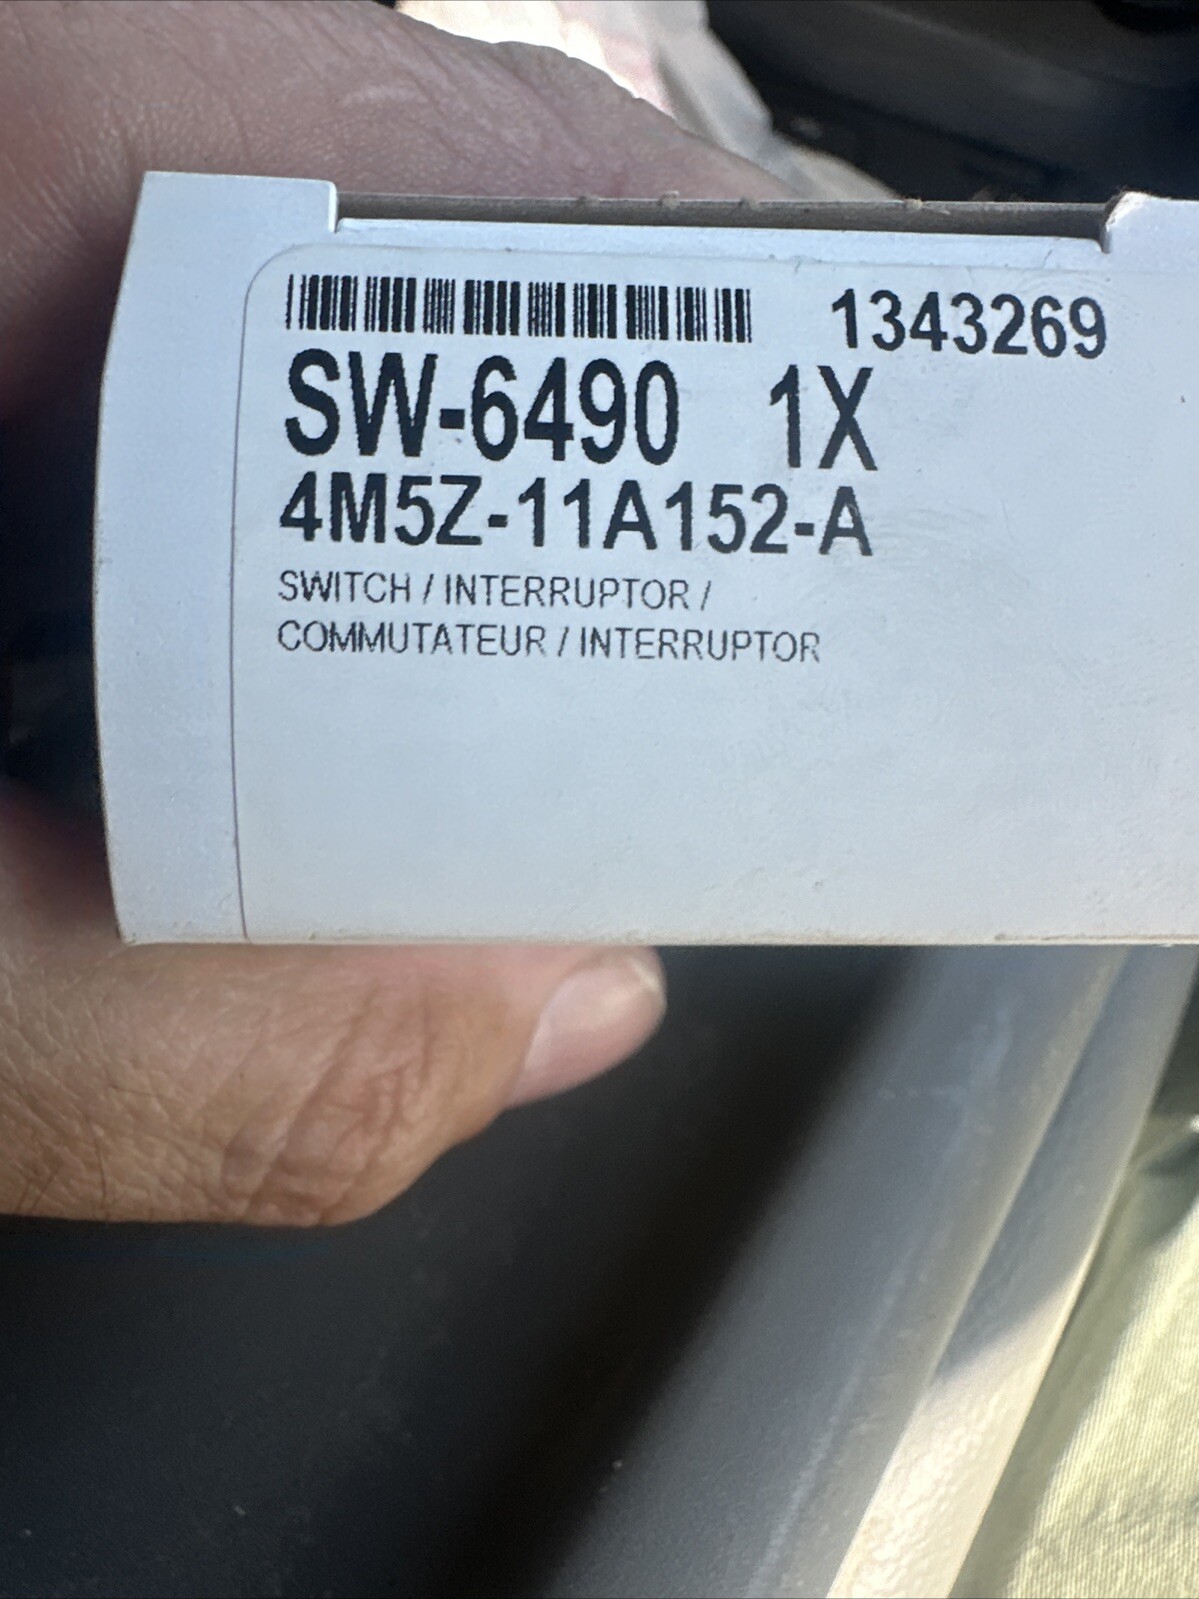 1343269
SW-6490 1X
4M5Z-11A152-A
SWITCH / INTERRUPTOR /
COMMUTATEUR / INTERRUPTOR